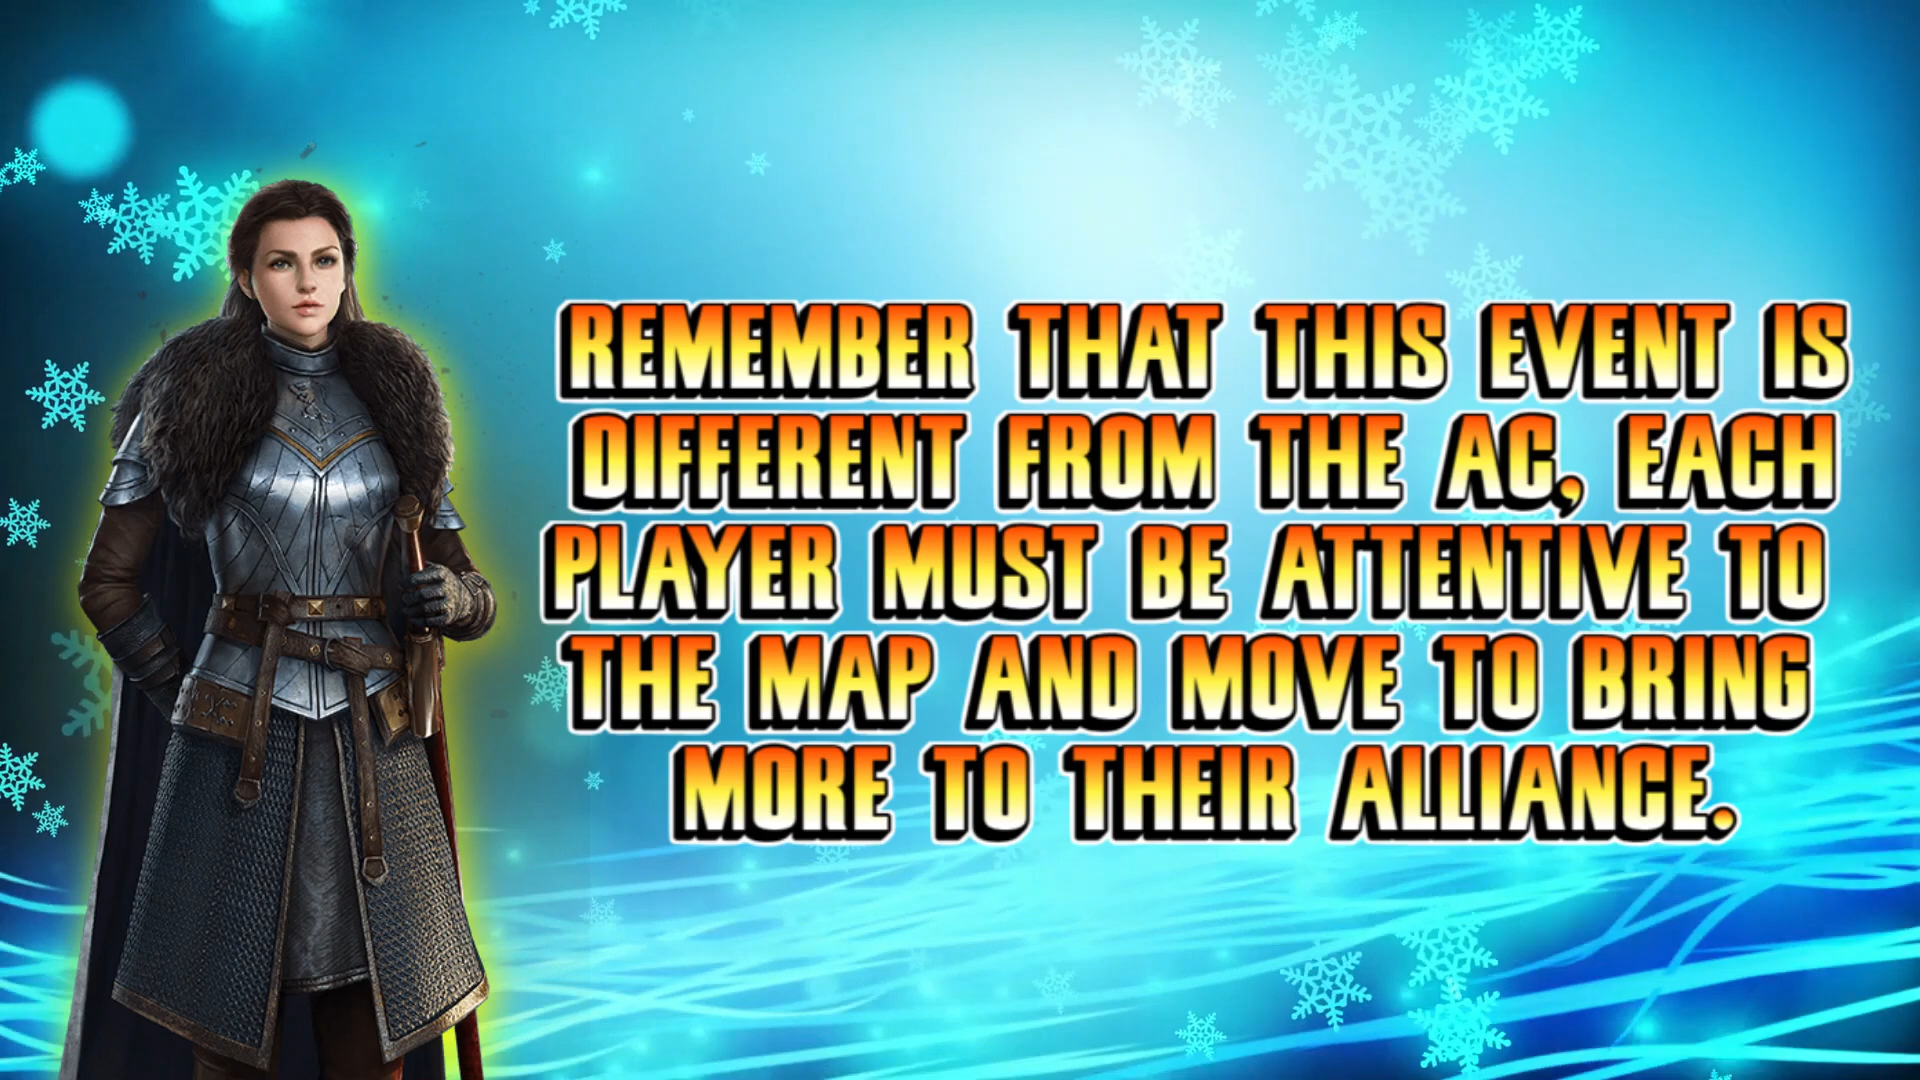 REMEMBER THAT THIS EVENT IS
DIFFERENT FROM THE AC, EACH
PLAYER MUST BE ATTENTIVE TO
THE MAP AND MOVE TO BRING
MORE TO THEIR ALLIANCE.